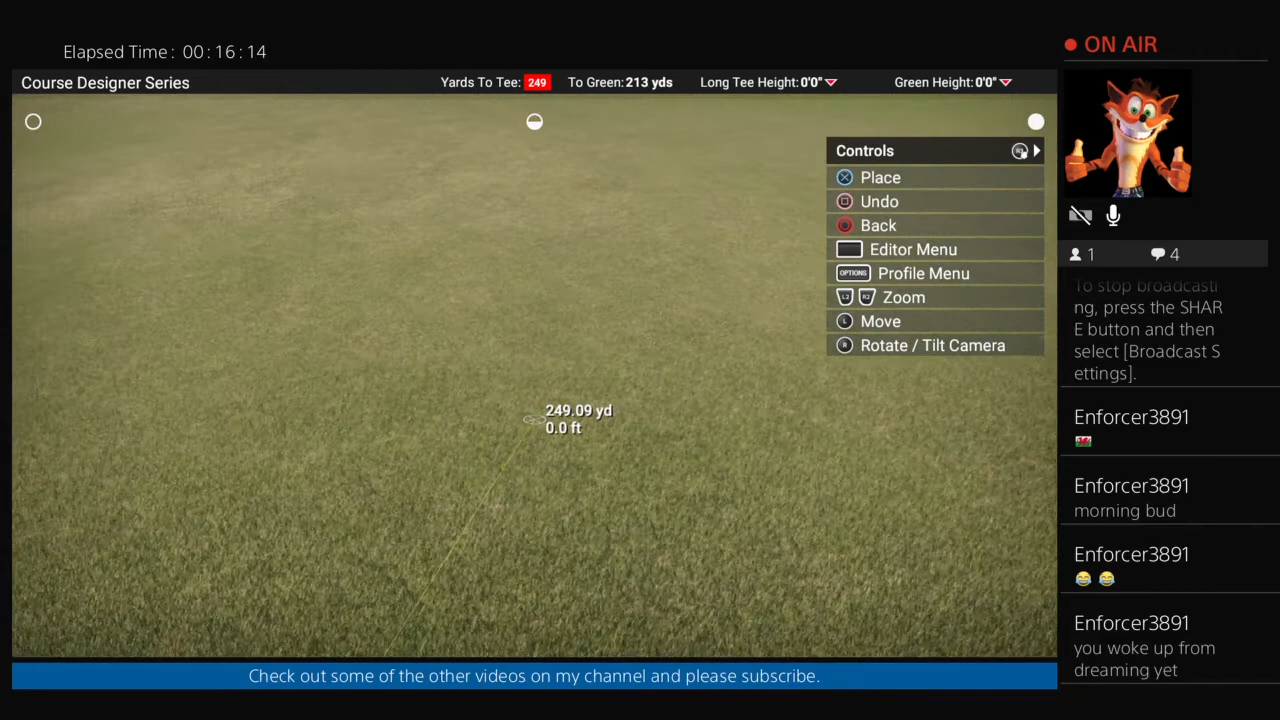 Elapsed Time: 00:16:14
ON AIR
Course Designer Series
Yards To Tee: 249 To Green: 213 yds Long Tee Height: 0'0" Green Height: 0'0"
Controls
Place
Undo
Back
Editor Menu
OPTIONS Profile Menu
L2 R2 Zoom
L Move
R Rotate / Tilt Camera
249.09 yd
0.0 ft
1 4
To stop broadcasti
ng, press the SHAR
E button and then
select [Broadcast S
ettings].
Enforcer3891
Enforcer3891
morning bud
Enforcer3891
Enforcer3891
you woke up from
dreaming yet
Check out some of the other videos on my channel and please subscribe.